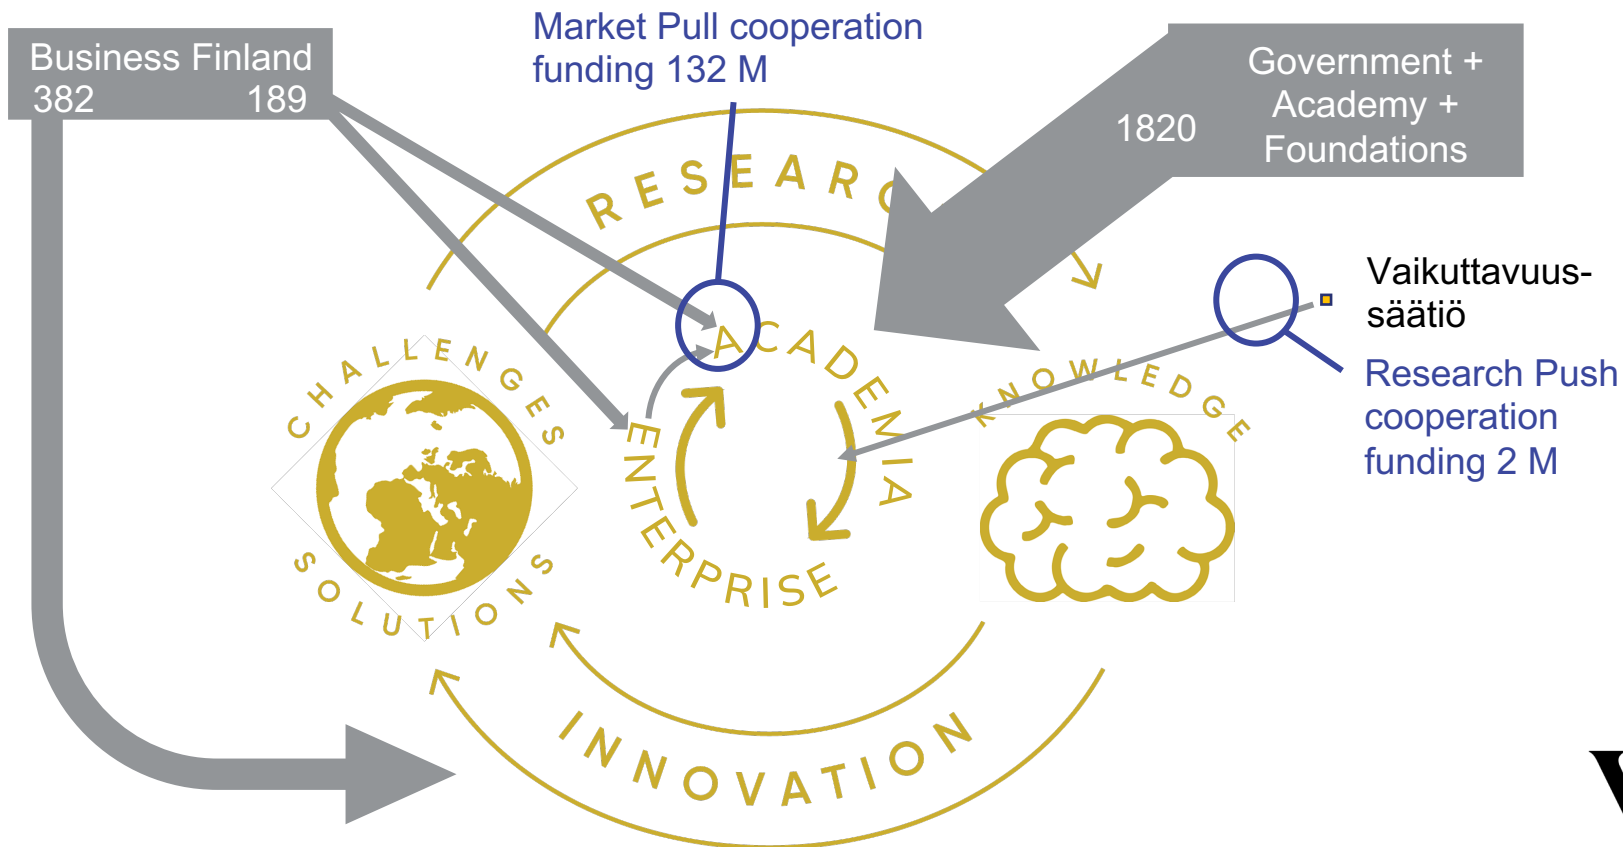 Market Pull cooperation
funding 132 M
Business Finland
382 189
Government +
Academy +
Foundations
1820
RESEARC
Vaikuttavuus-
säätiö
Research Push
cooperation
funding 2 M
ACADEMIA
ENTERPRISE
CHALLENGES
SOLUTIONS
KNOWLEDGE
INNOVATION